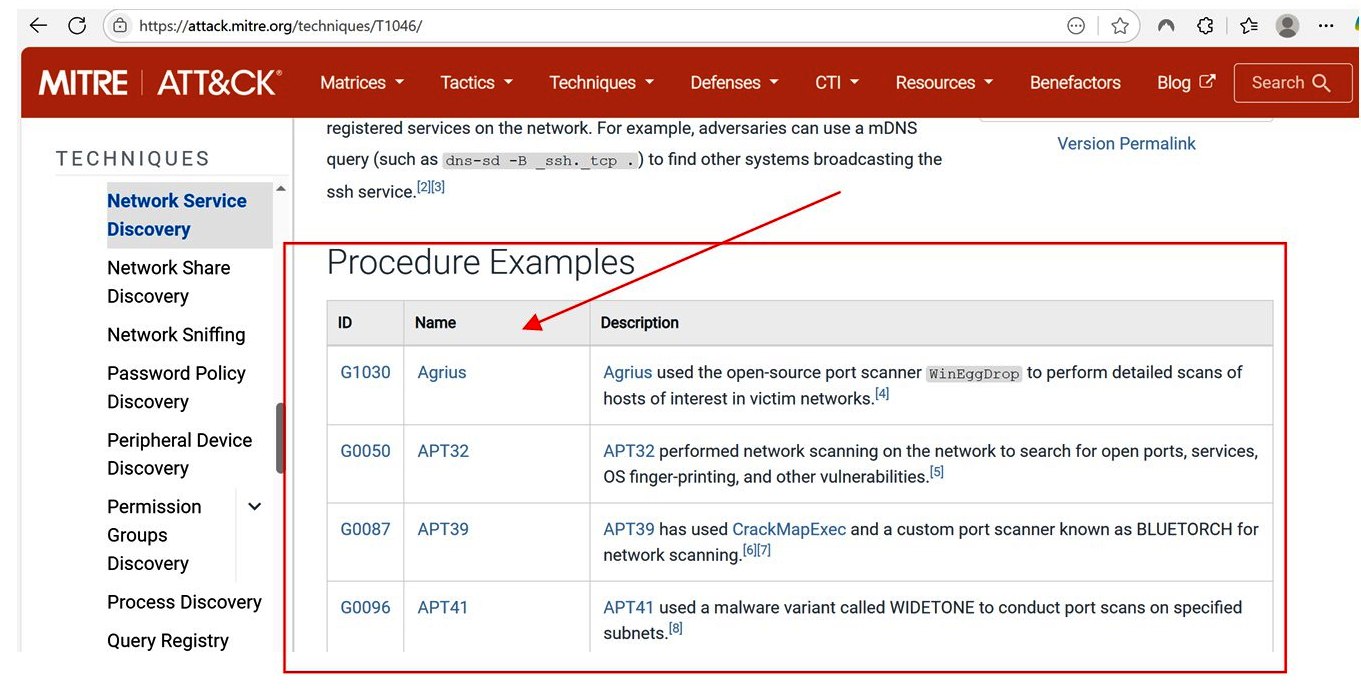 https://attack.mitre.org/techniques/T1046/
MITRE | ATT&CK®
Matrices
Tactics
Techniques
Defenses
CTI
Resources
Benefactors
Blog
Search
TECHNIQUES
Network Service
Discovery
Network Share
Discovery
Network Sniffing
Password Policy
Discovery
Peripheral Device
Discovery
Permission
Groups
Discovery
Process Discovery
Query Registry
registered services on the network. For example, adversaries can use a mDNS
query (such as dns-sd -B _ssh._tcp .) to find other systems broadcasting the
ssh service.[2][3]
Version Permalink
Procedure Examples
ID Name Description
G1030 Agrius Agrius used the open-source port scanner WinEggDrop to perform detailed scans of
hosts of interest in victim networks.[4]
G0050 APT32 APT32 performed network scanning on the network to search for open ports, services,
OS finger-printing, and other vulnerabilities.[5]
G0087 APT39 APT39 has used CrackMapExec and a custom port scanner known as BLUETORCH for
network scanning.[6][7]
G0096 APT41 APT41 used a malware variant called WIDETONE to conduct port scans on specified
subnets.[8]